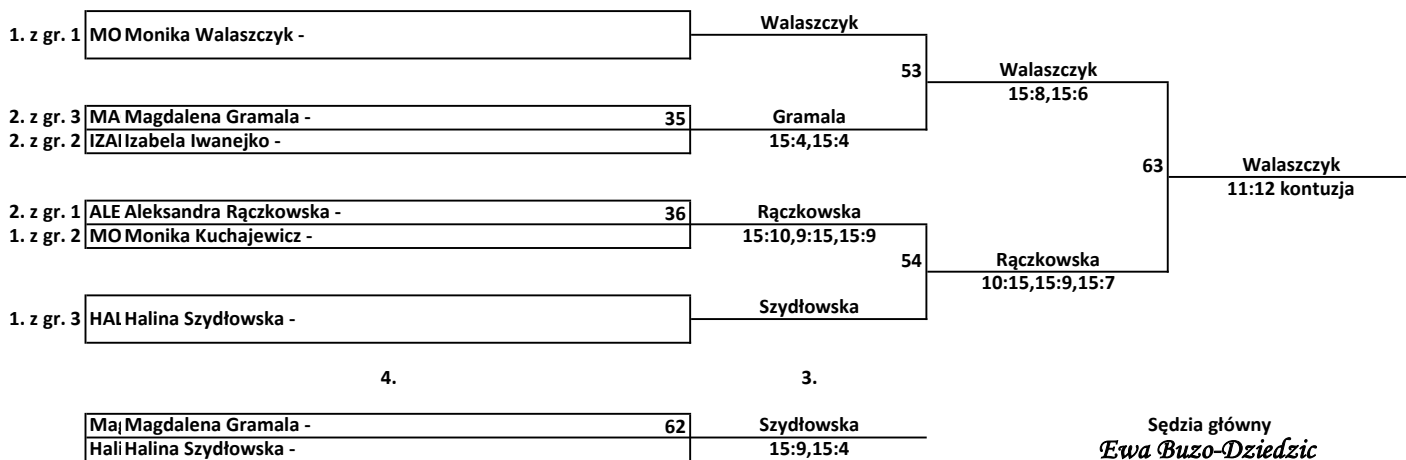 Walaszczyk
1. z gr. 1 MO Monika Walaszczyk -
53 Walaszczyk
15:8,15:6
2. z gr. 3 MA Magdalena Gramala - 35 Gramala
2. z gr. 2 IZAI Izabela Iwanejko - 15:4,15:4
63 Walaszczyk
11:12 kontuzja
2. z gr. 1 ALE Aleksandra Rączkowska - 36 Rączkowska
1. z gr. 2 MO Monika Kuchajewicz - 15:10,9:15,15:9
54 Rączkowska
10:15,15:9,15:7
1. z gr. 3 HAL Halina Szydłowska - Szydłowska
4. 3.
Mag Magdalena Gramala - 62 Szydłowska Sędzia główny
Hali Halina Szydłowska - 15:9,15:4 Ewa Buzo-Dziedzic